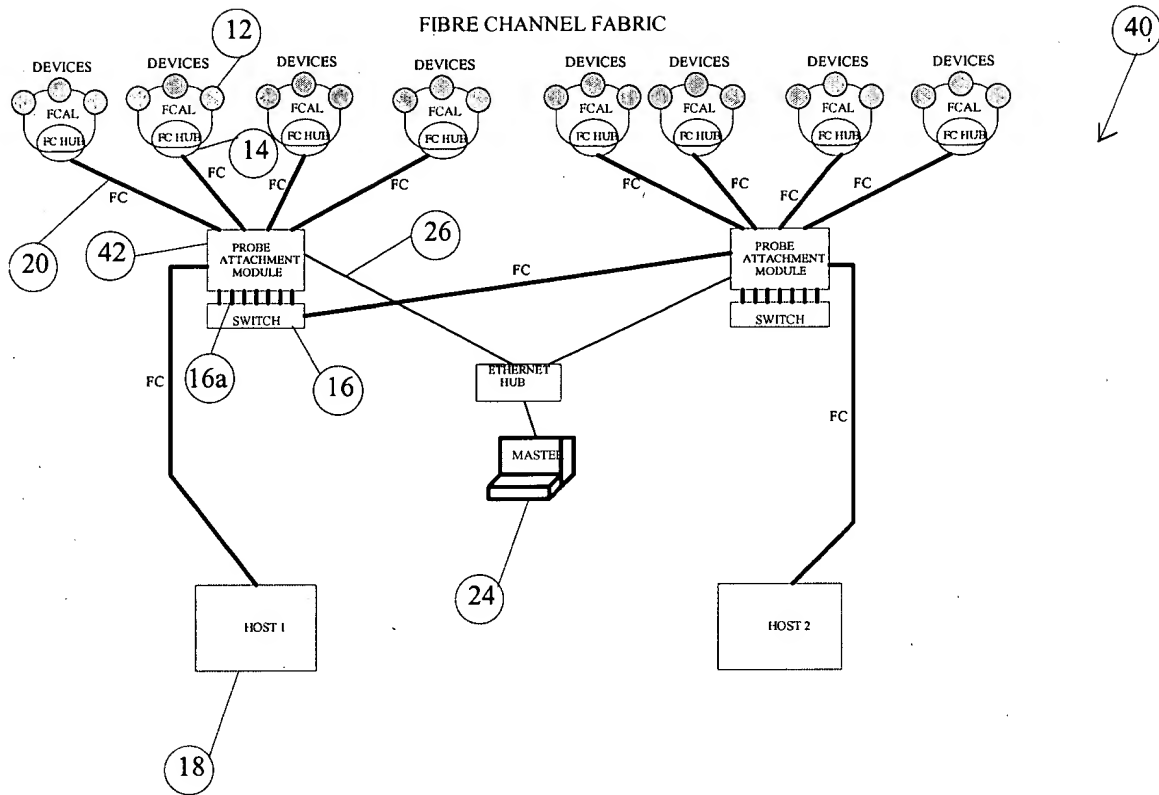 FIBRE CHANNEL FABRIC
12
40
DEVICES DEVICES DEVICES DEVICES DEVICES DEVICES DEVICES DEVICES
FCAL FCAL FCAL FCAL FCAL FCAL FCAL FCAL
FC HUB FC HUB FC HUB FC HUB FC HUB FC HUB FC HUB FC HUB
14
FC FC FC FC FC FC FC FC
20
42
26
PROBE
ATTACHMENT
MODULE
PROBE
ATTACHMENT
MODULE
FC
SWITCH
SWITCH
FC
16a
16
ETHERNET
HUB
FC
MASTER
24
HOST 1
HOST 2
18